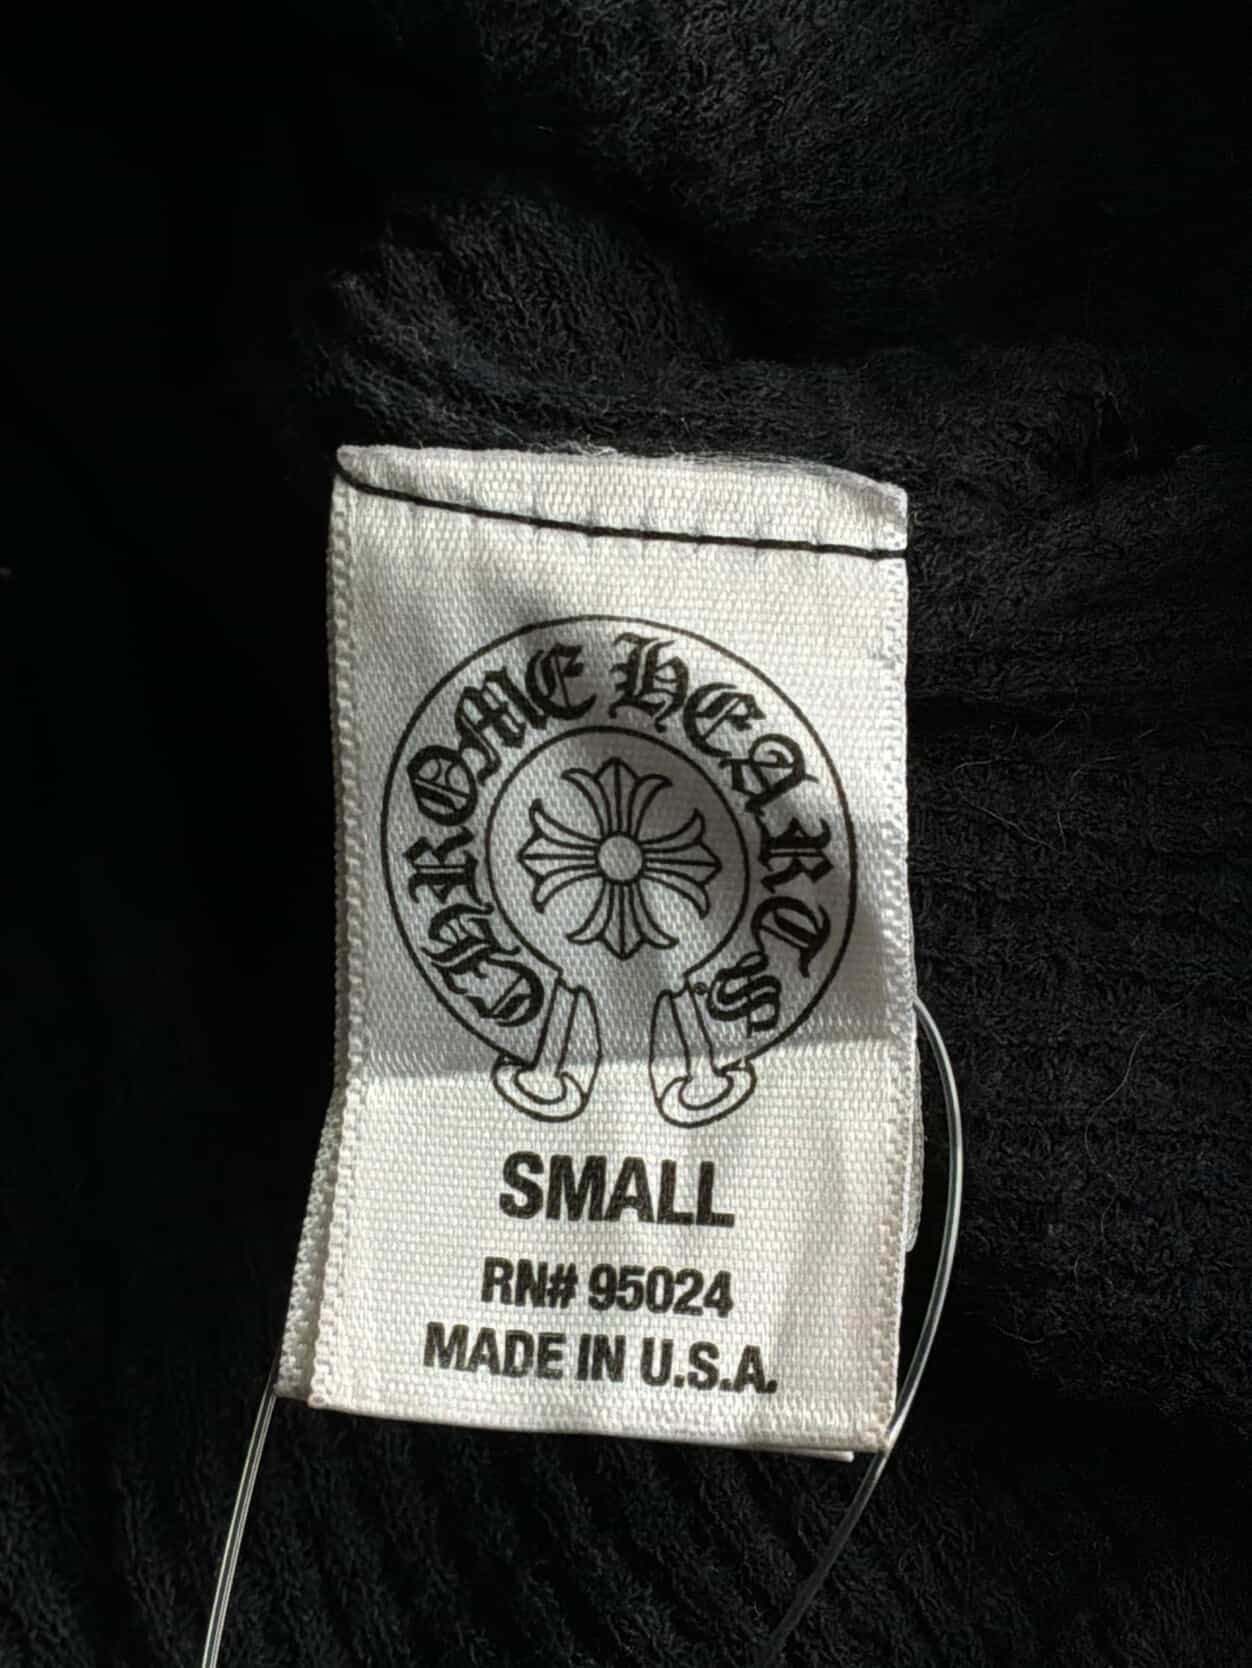 CHROME HEARTS
SMALL
RN# 95024
MADE IN U.S.A.